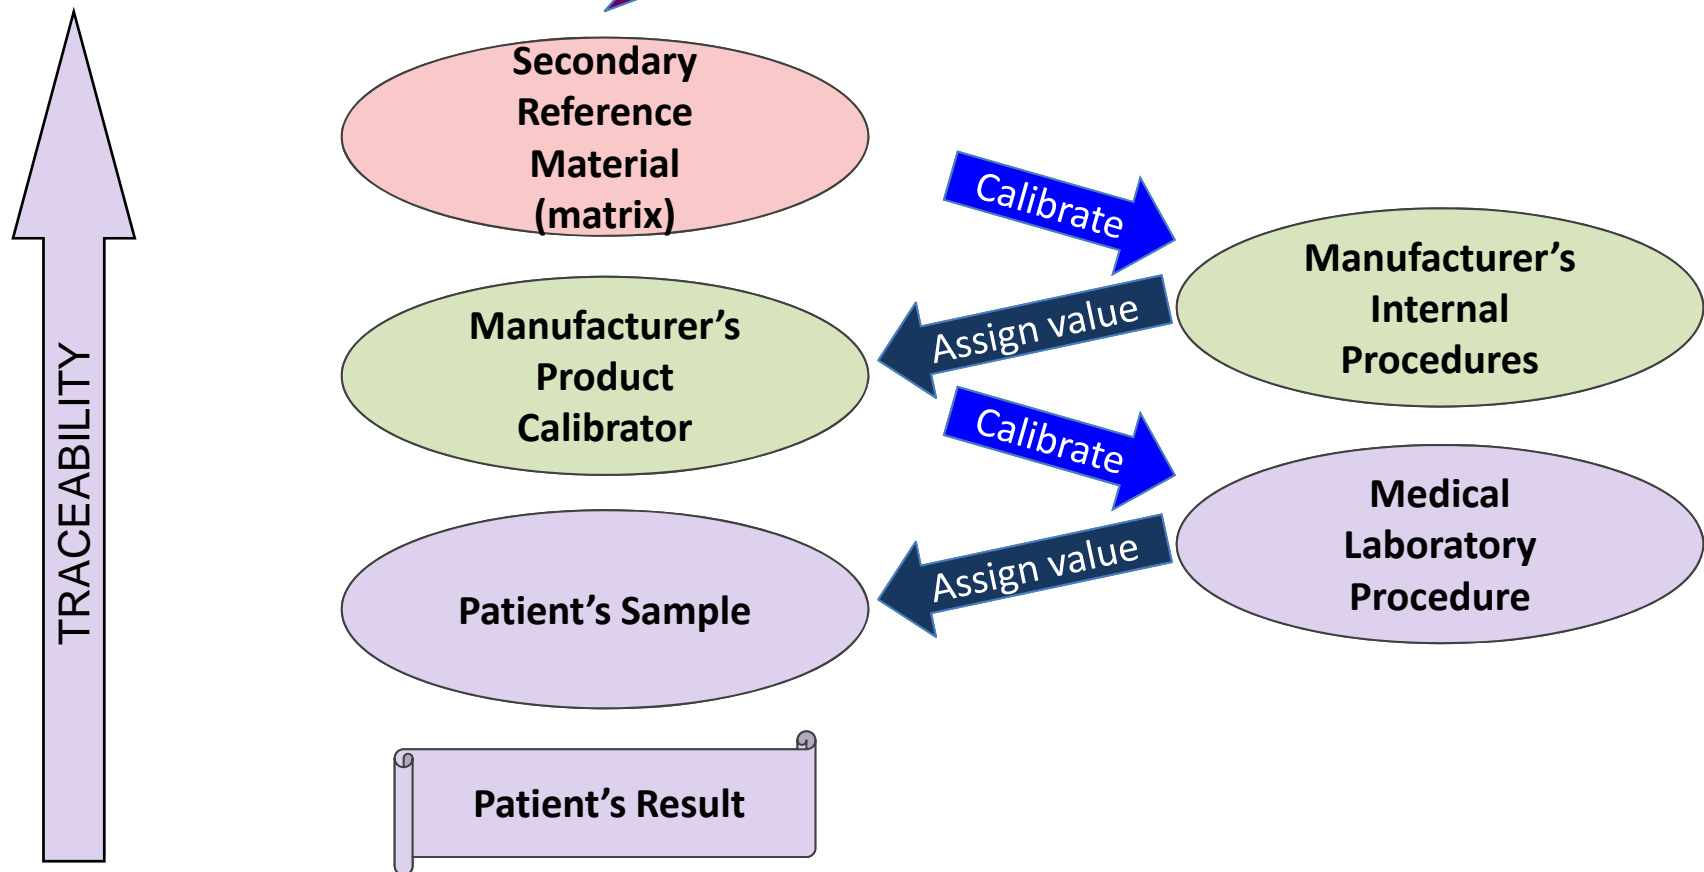 Secondary
Reference
Material
(matrix)
Calibrate
Manufacturer’s
Internal
Procedures
Assign value
Manufacturer’s
Product
Calibrator
Calibrate
Medical
Laboratory
Procedure
Assign value
Patient’s Sample
Patient’s Result
TRACEABILITY